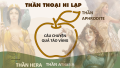 THẦN THOẠI HI LẠP
THẦN
APHRODITE
CÂU CHUYỆN
QUẢ TÁO VÀNG
THẦN HERA
THẦN ATHENA